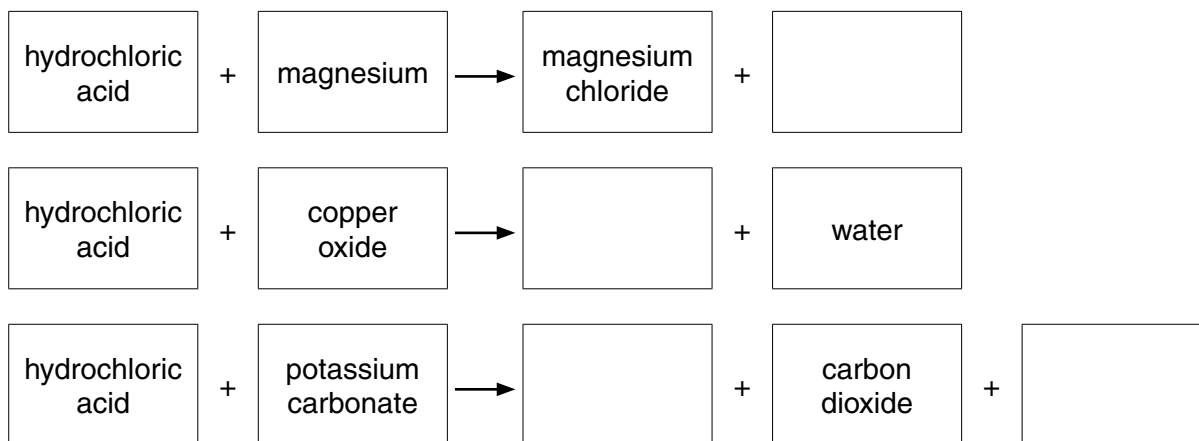 hydrochloric
acid
+
magnesium
magnesium
chloride
+
hydrochloric
acid
+
copper
oxide
+
water
hydrochloric
acid
+
potassium
carbonate
+
carbon
dioxide
+